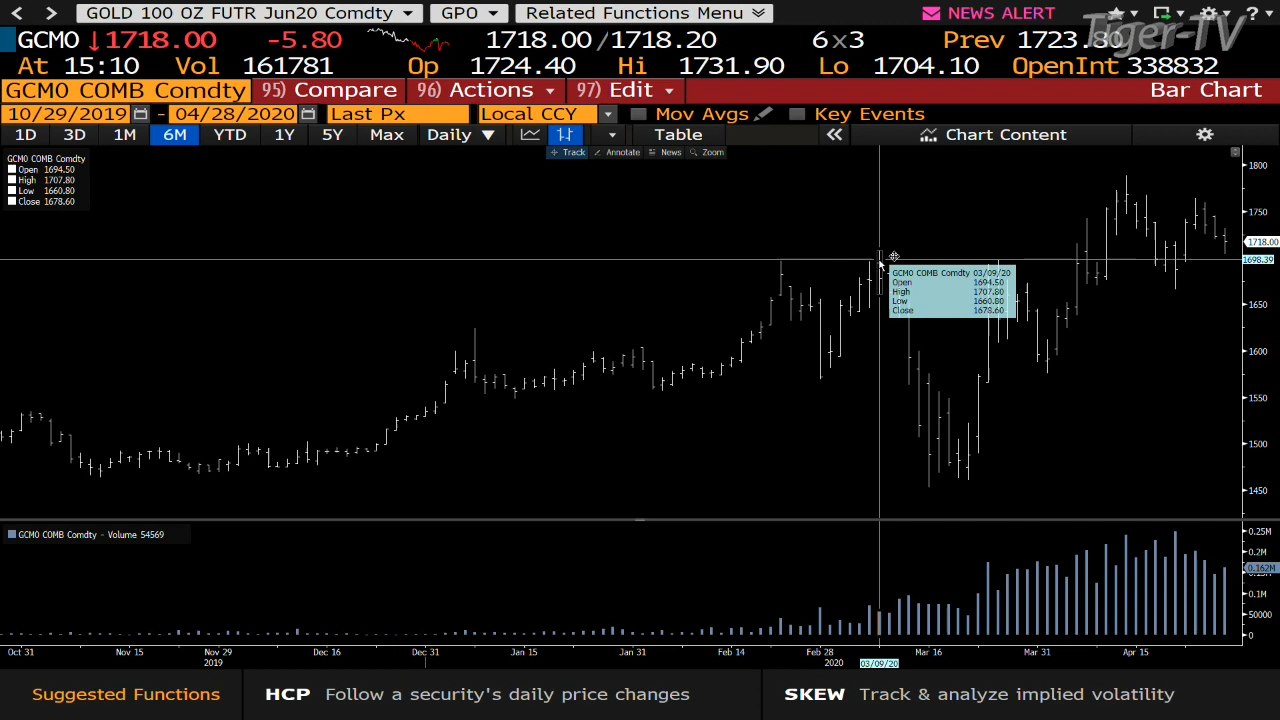 GOLD 100 OZ FUTR Jun20 Comdty GPO Related Functions Menu NEWS ALERT ?
GCM0 ↓1718.00 -5.80 1718.00/1718.20 6x3 Prev 1723.80
Tiger-TV
At 15:10 Vol 161781 Op 1724.40 Hi 1731.90 Lo 1704.10 OpenInt 338832
GCM0 COMB Comdty 95) Compare 96) Actions 97) Edit Bar Chart
10/29/2019 - 04/28/2020 Last Px Local CCY Mov Avgs Key Events
1D 3D 1M 6M YTD 1Y 5Y Max Daily ▼ Table « Chart Content
Track Annotate News Zoom
GCM0 COMB Comdty
Open 1694.50
High 1707.80
Low 1660.80
Close 1678.60
1800
1750
1718.00
1698.39
GCM0 COMB Comdty 03/09/20
Open 1694.50
High 1707.80
Low 1660.80
Close 1678.60
1650
1600
1550
1500
1450
GCM0 COMB Comdty - Volume 54569
0.25M
0.2M
0.162M
0.1M
50000
0
Oct 31 Nov 15 Nov 29 Dec 16 Dec 31 Jan 15 Jan 31 Feb 14 Feb 28 Mar 16 Mar 31 Apr 15
2019 2020 03/09/20
Suggested Functions HCP Follow a security's daily price changes SKEW Track & analyze implied volatility